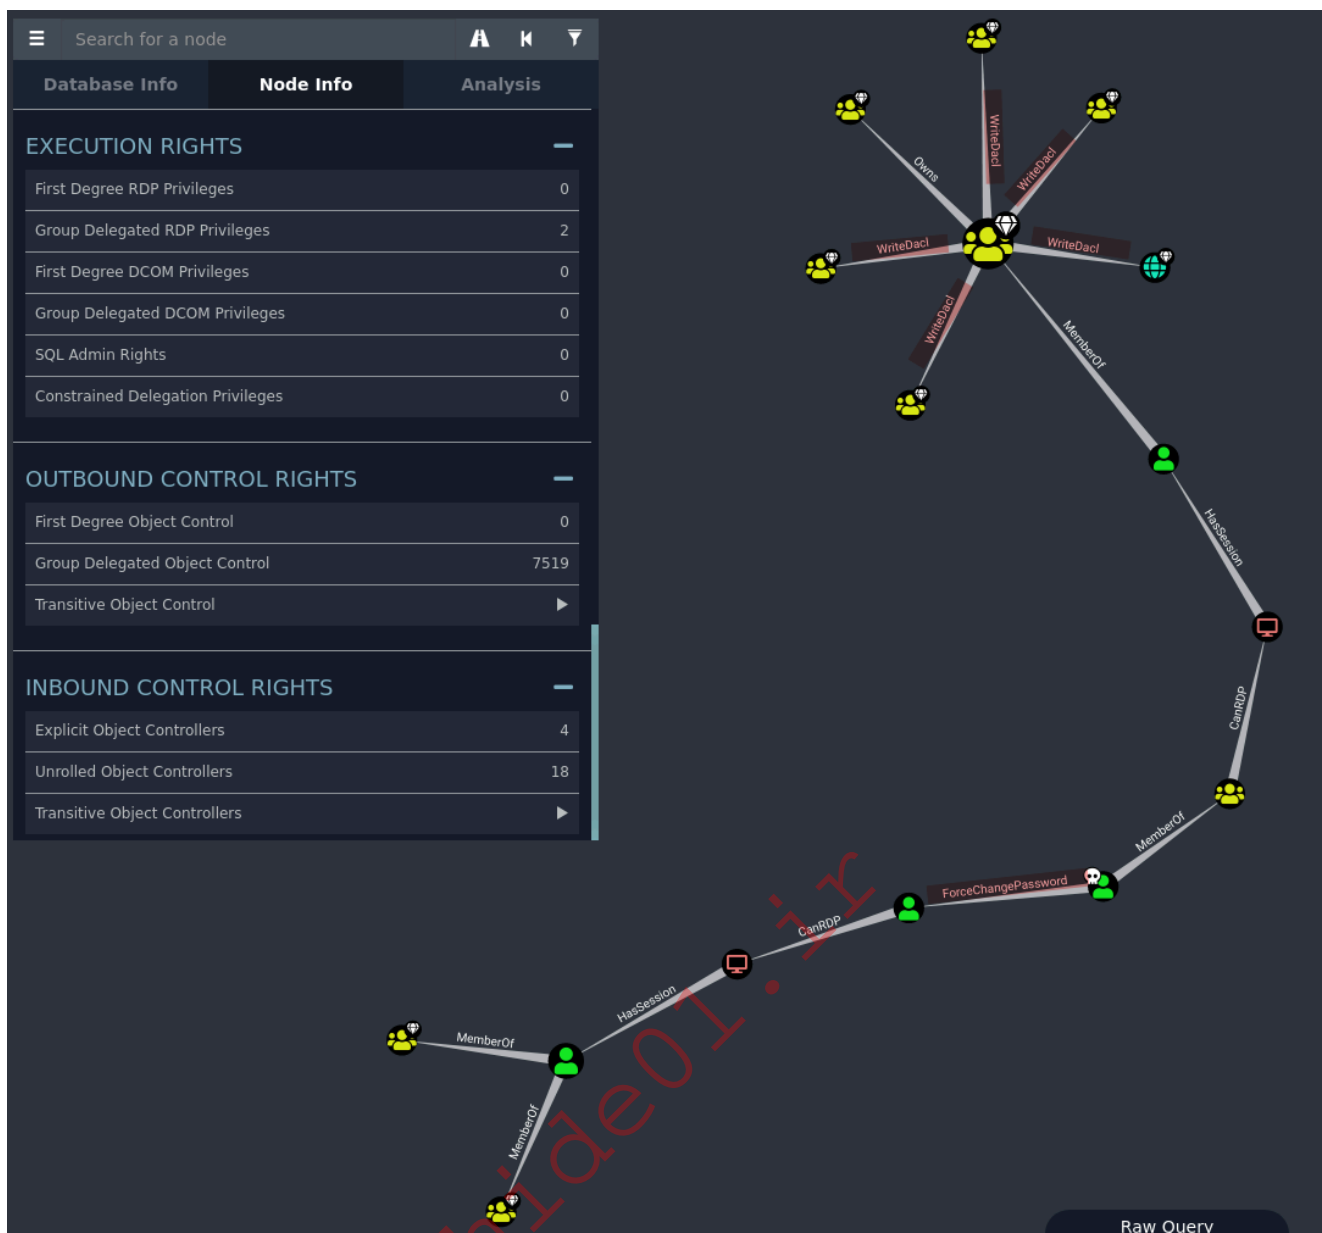 Search for a node
Database Info Node Info Analysis
EXECUTION RIGHTS
First Degree RDP Privileges 0
Group Delegated RDP Privileges 2
First Degree DCOM Privileges 0
Group Delegated DCOM Privileges 0
SQL Admin Rights 0
Constrained Delegation Privileges 0
OUTBOUND CONTROL RIGHTS
First Degree Object Control 0
Group Delegated Object Control 7519
Transitive Object Control
INBOUND CONTROL RIGHTS
Explicit Object Controllers 4
Unrolled Object Controllers 18
Transitive Object Controllers
WriteDacl
WriteDacl
Owns
WriteDacl
WriteDacl
WriteDacl
MemberOf
HasSession
CanRDP
MemberOf
ForceChangePassword
CanRDP
HasSession
MemberOf
MemberOf
hide01.ir
Raw Query